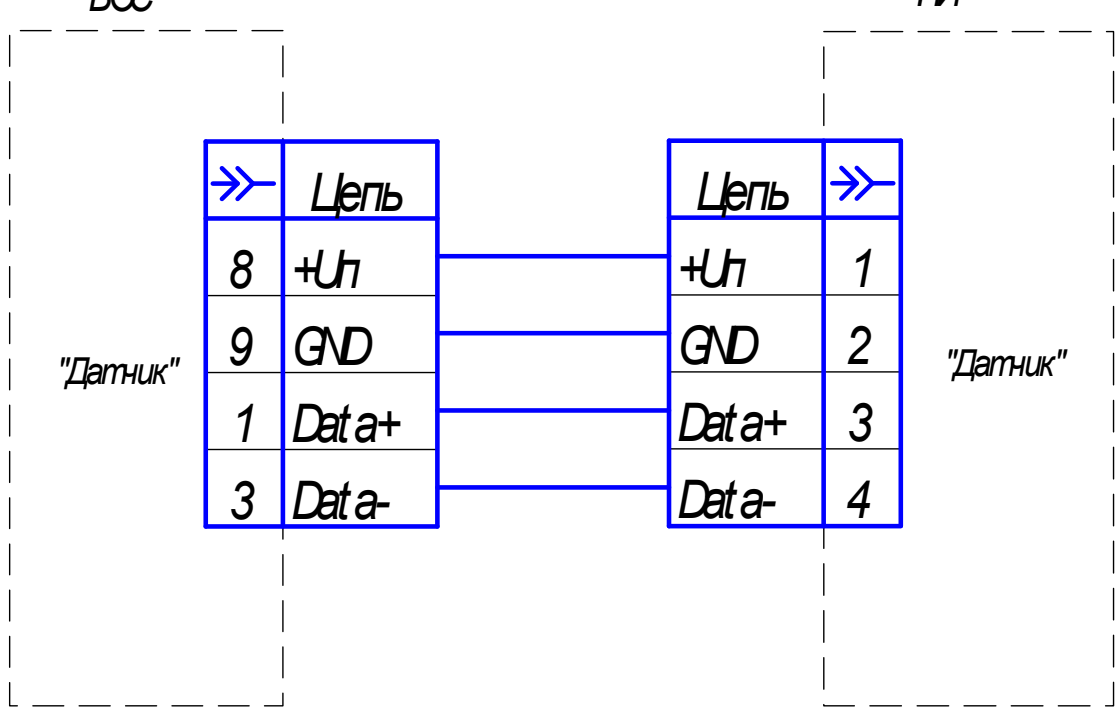 Цепь
Цепь
8 +Uп
+Uп 1
9 GND
GND 2
"Датчик"
"Датчик"
1 Data+
Data+ 3
3 Data-
Data- 4